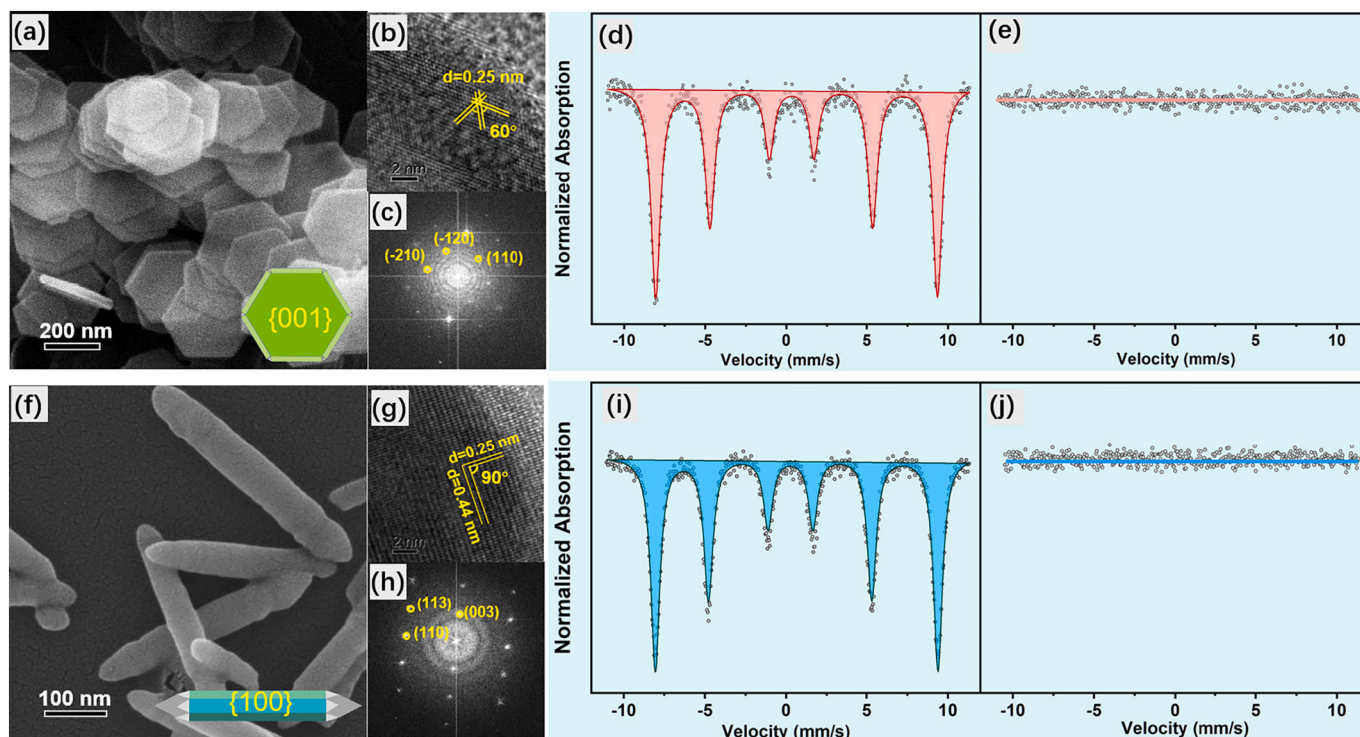 (a)
200 nm
{001}
(b)
d=0.25 nm
60°
2 nm
(c)
(-120)
(-210)
(110)
(d)
(e)
Normalized Absorption
-10 -5 0 5 10
Velocity (mm/s)
-10 -5 0 5 10
Velocity (mm/s)
(f)
100 nm
{100}
(g)
d=0.25 nm
90°
d=0.44 nm
2 nm
(h)
(113)
(003)
(110)
(i)
(j)
Normalized Absorption
-10 -5 0 5 10
Velocity (mm/s)
-10 -5 0 5 10
Velocity (mm/s)